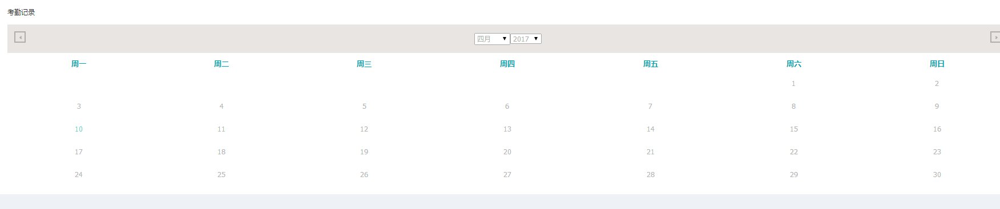 考勤记录
四月 2017
周一 周二 周三 周四 周五 周六 周日
1 2
3 4 5 6 7 8 9
10 11 12 13 14 15 16
17 18 19 20 21 22 23
24 25 26 27 28 29 30